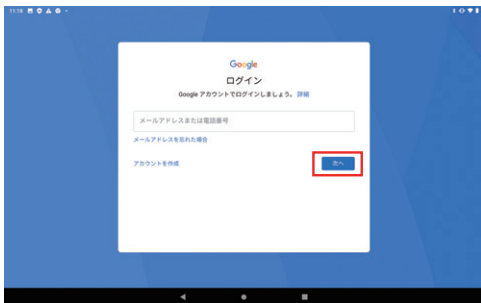 11:18
Google
ログイン
Google アカウントでログインしましょう。 詳細
メールアドレスまたは電話番号
メールアドレスを忘れた場合
アカウントを作成
次へ